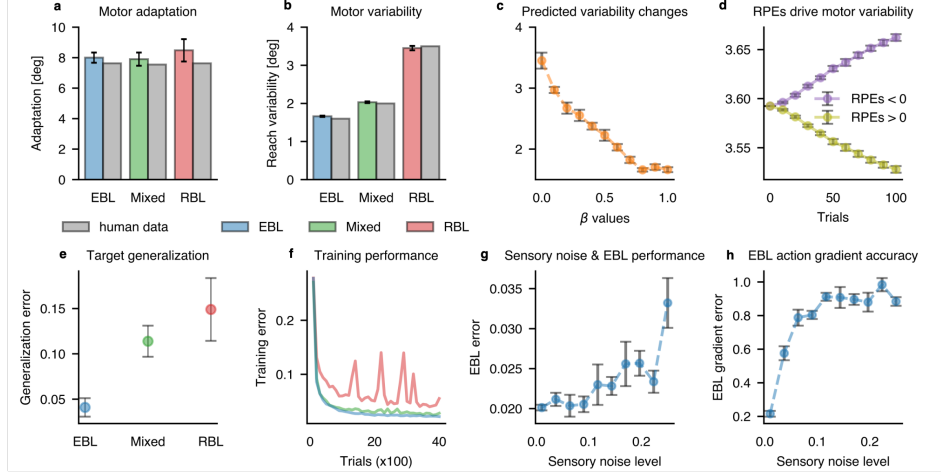 a Motor adaptation
Adaptation [deg]
10
8
6
4
2
0
EBL Mixed RBL
b Motor variability
Reach variability [deg]
4
3
2
1
0
EBL Mixed RBL
c Predicted variability changes
4
3
2
0.0 0.5 1.0
β values
d RPEs drive motor variability
3.65
3.60
3.55
RPEs < 0
RPEs > 0
0 20 40 60 80 100
Trials
human data EBL Mixed RBL
e Target generalization
Generalization error
0.15
0.10
0.05
EBL Mixed RBL
f Training performance
Training error
0.2
0.1
0 20 40
Trials (x100)
g Sensory noise & EBL performance
EBL error
0.035
0.030
0.025
0.020
0.0 0.1 0.2
Sensory noise level
h EBL action gradient accuracy
EBL gradient error
1.0
0.8
0.6
0.4
0.2
0.0 0.1 0.2
Sensory noise level